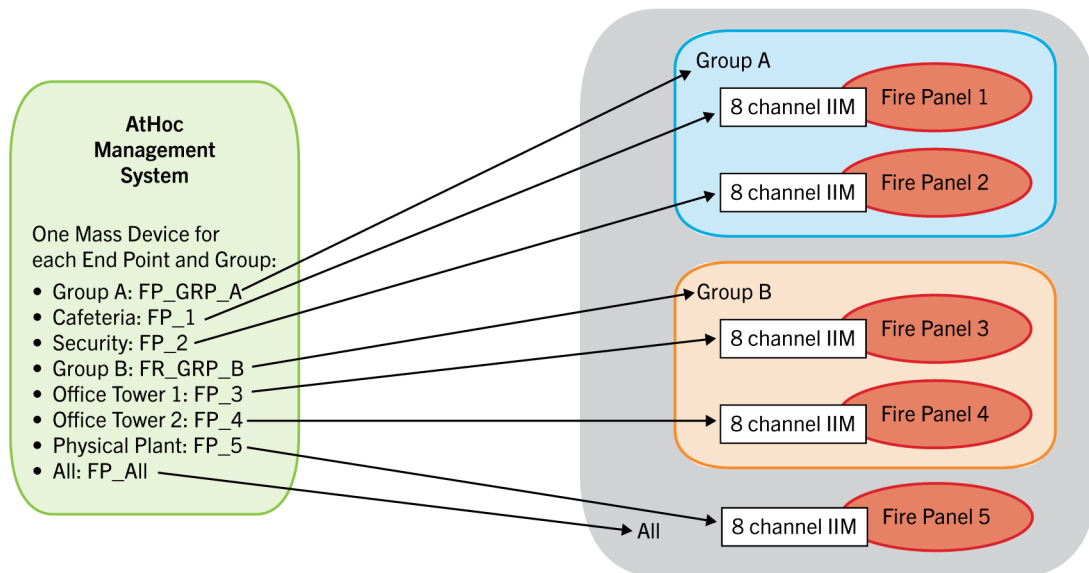 AtHoc
Management
System
One Mass Device for
each End Point and Group:
• Group A: FP_GRP_A
• Cafeteria: FP_1
• Security: FP_2
• Group B: FR_GRP_B
• Office Tower 1: FP_3
• Office Tower 2: FP_4
• Physical Plant: FP_5
• All: FP_All
Group A
8 channel IIM
Fire Panel 1
8 channel IIM
Fire Panel 2
Group B
8 channel IIM
Fire Panel 3
8 channel IIM
Fire Panel 4
All
8 channel IIM
Fire Panel 5